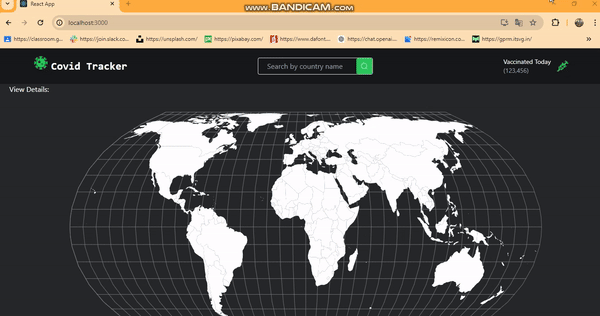 React App
www.BANDICAM.com
localhost:3000
https://classroom.g...
https://join.slack.co...
https://unsplash.com/
https://pixabay.com/
https://www.dafont...
https://chat.openai...
https://remixicon.co...
https://gprm.itsvg.in/
Covid Tracker
Search by country name
Vaccinated Today
(123,456)
View Details: